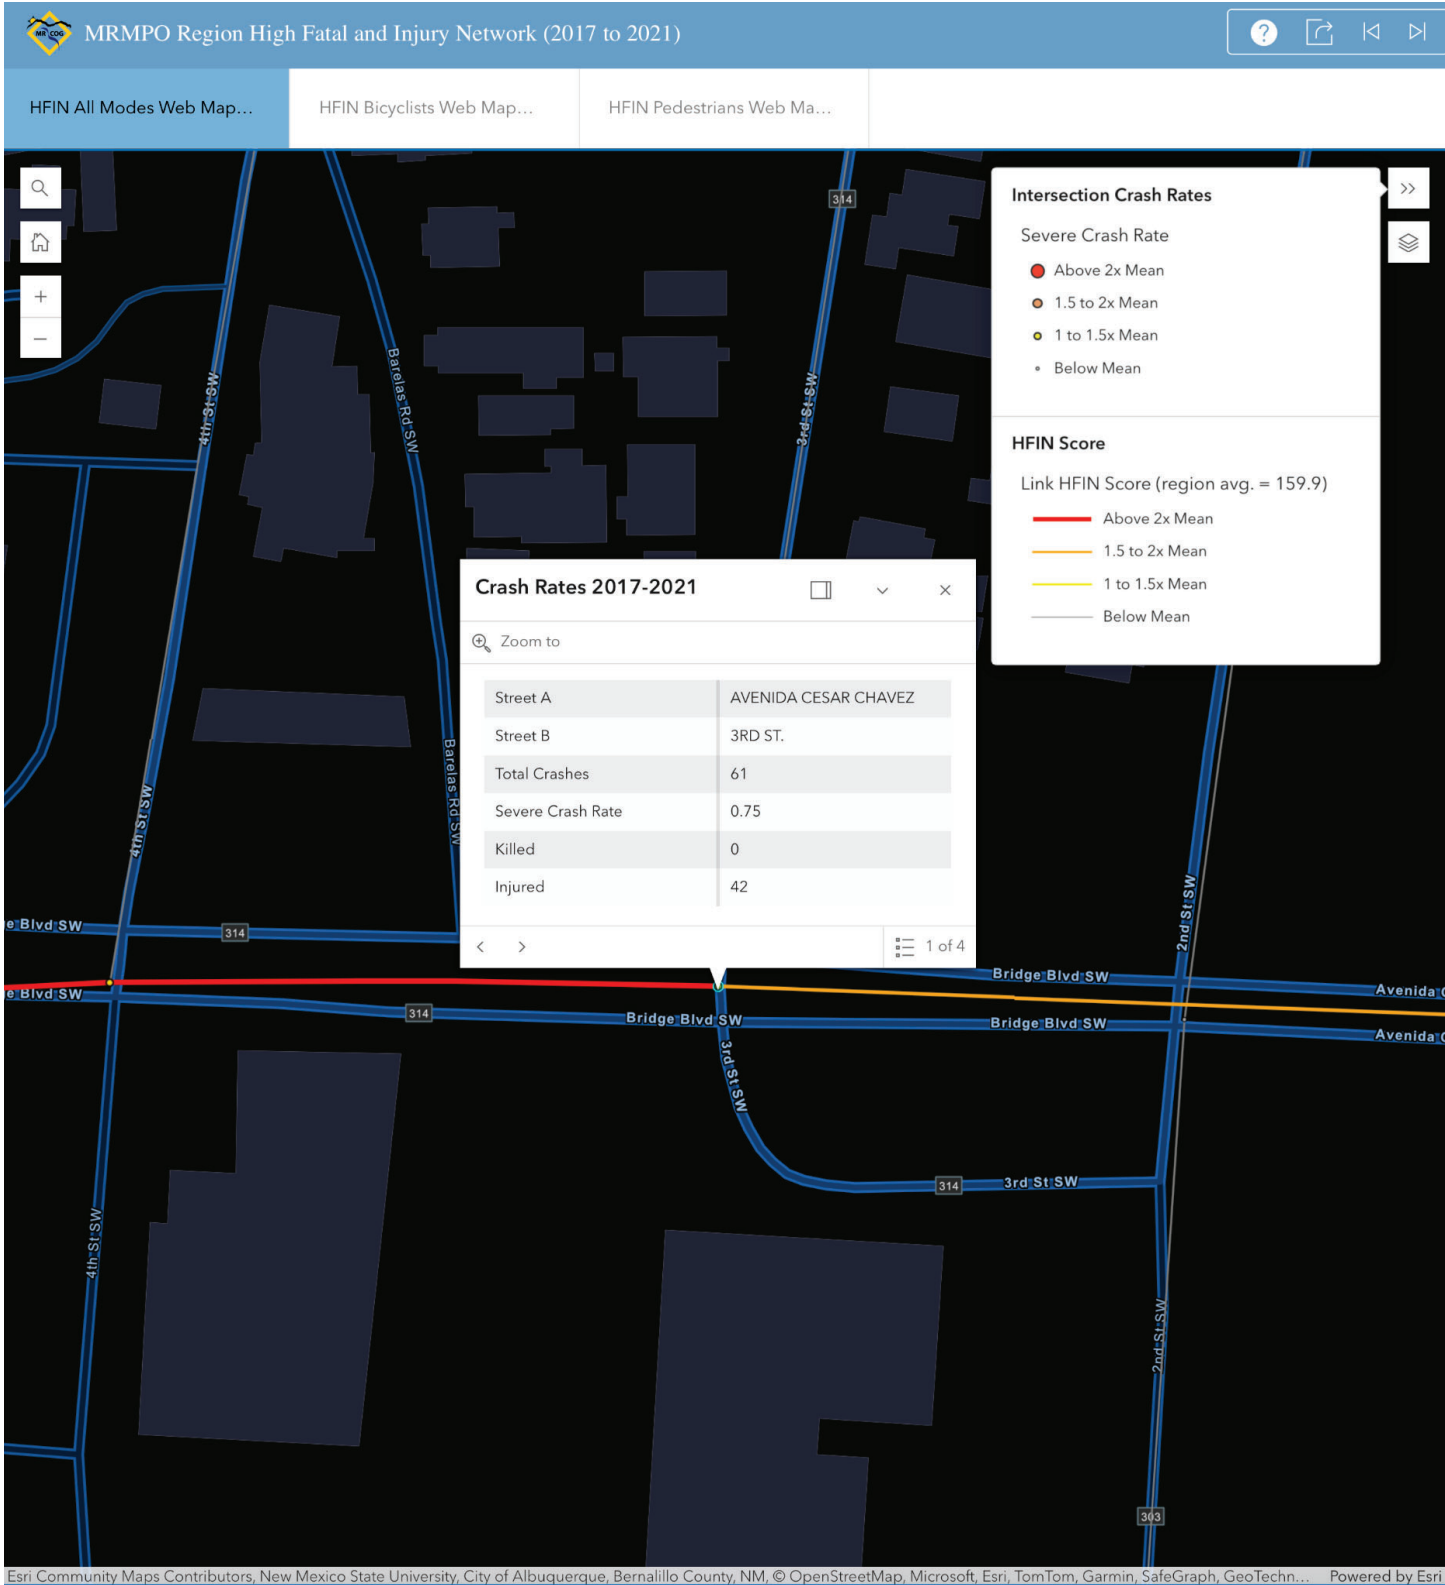 MR COG
MRMPO Region High Fatal and Injury Network (2017 to 2021)
?
HFIN All Modes Web Map…
HFIN Bicyclists Web Map…
HFIN Pedestrians Web Ma…
314
Intersection Crash Rates
Severe Crash Rate
Above 2x Mean
1.5 to 2x Mean
1 to 1.5x Mean
Below Mean
HFIN Score
Link HFIN Score (region avg. = 159.9)
Above 2x Mean
1.5 to 2x Mean
1 to 1.5x Mean
Below Mean
4th St SW
Barelas Rd SW
3rd St SW
Crash Rates 2017-2021
Zoom to
Street A AVENIDA CESAR CHAVEZ
Street B 3RD ST.
Total Crashes 61
Severe Crash Rate 0.75
Killed 0
Injured 42
1 of 4
4th St SW
Barelas Rd SW
2nd St SW
e Blvd SW
314
Bridge Blvd SW
Avenida C
e Blvd SW
314
Bridge Blvd SW
Bridge Blvd SW
Avenida C
3rd St SW
314
3rd St SW
4th St SW
2nd St SW
303
Esri Community Maps Contributors, New Mexico State University, City of Albuquerque, Bernalillo County, NM, © OpenStreetMap, Microsoft, Esri, TomTom, Garmin, SafeGraph, GeoTechn… Powered by Esri